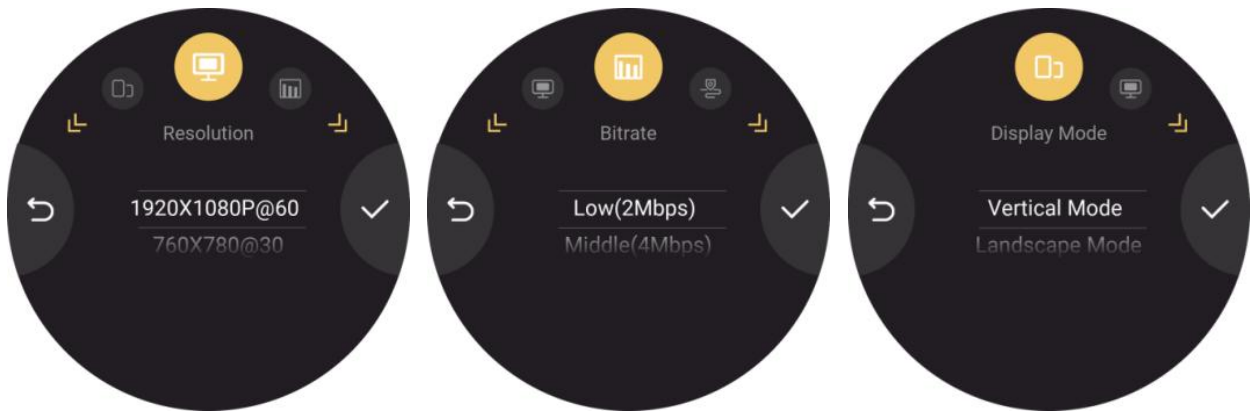 Resolution
1920X1080P@60
760X780@30
Bitrate
Low(2Mbps)
Middle(4Mbps)
Display Mode
Vertical Mode
Landscape Mode